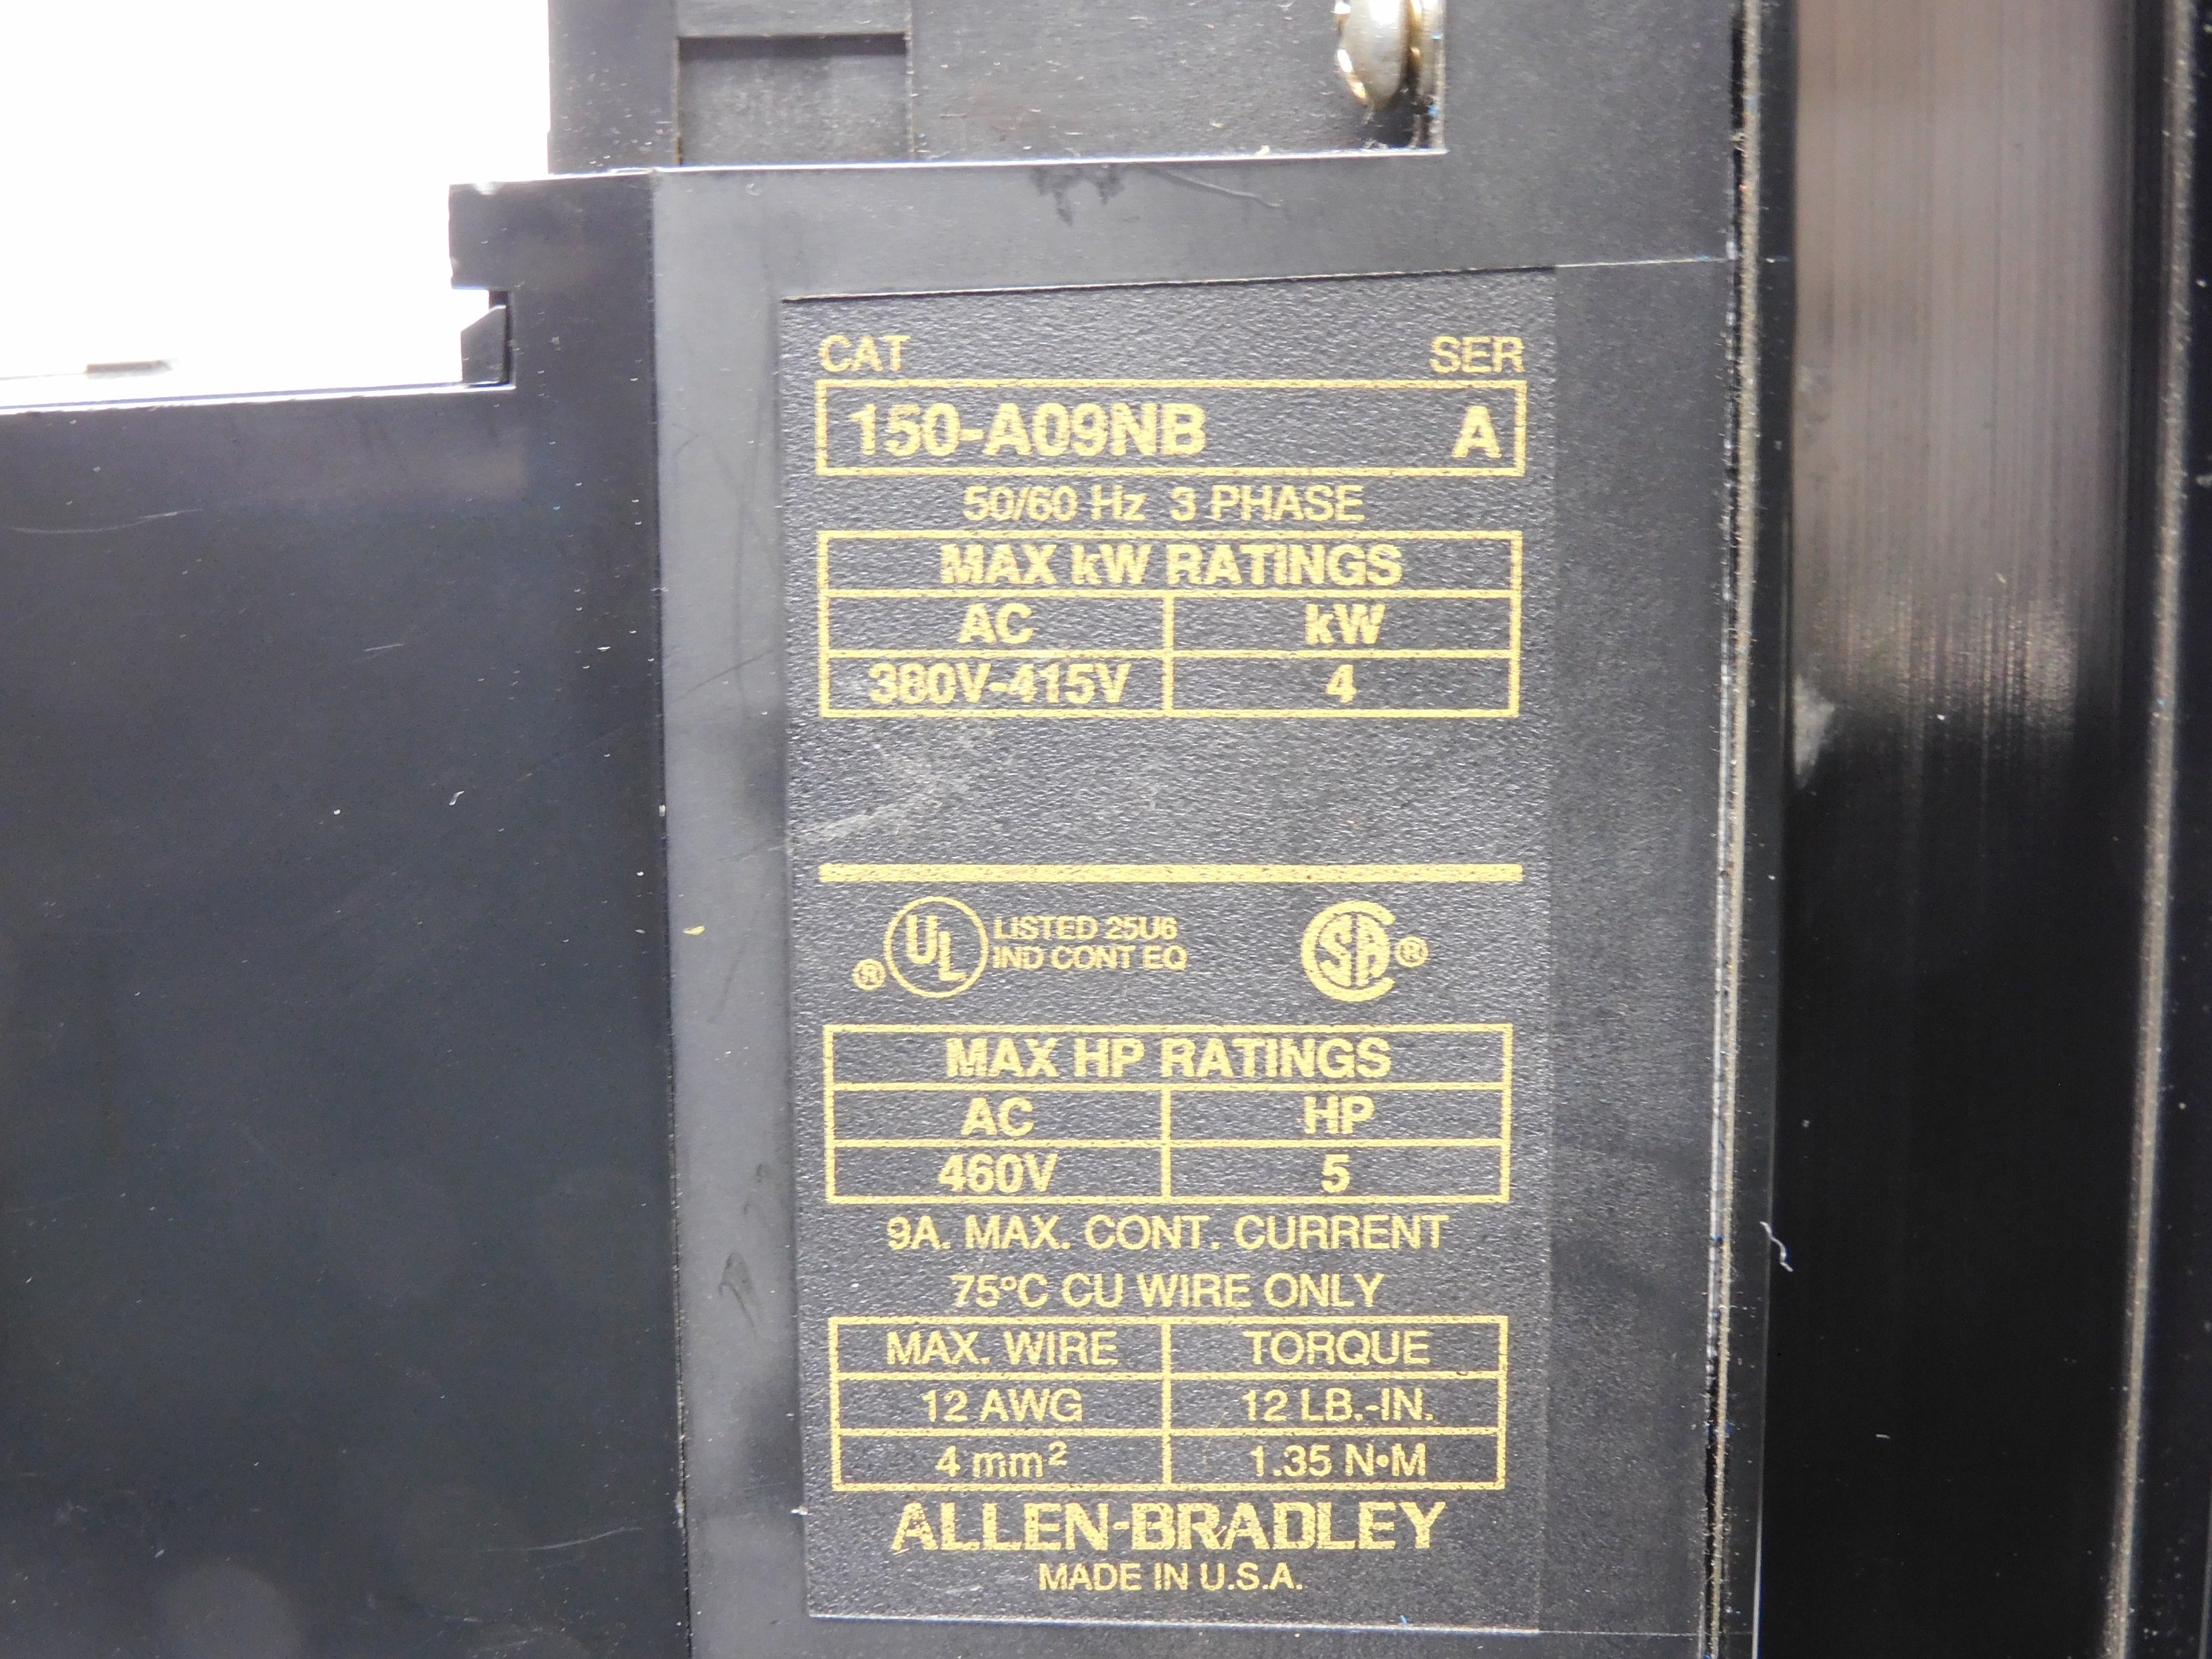 CAT SER
150-A09NB A
50/60 Hz 3 PHASE
MAX kW RATINGS
AC kW
380V-415V 4
UL LISTED 25U6
® IND CONT EQ
SA ®
MAX HP RATINGS
AC HP
460V 5
9A. MAX. CONT. CURRENT
75°C CU WIRE ONLY
MAX. WIRE TORQUE
12 AWG 12 LB.-IN.
4 mm² 1.35 N•M
ALLEN-BRADLEY
MADE IN U.S.A.